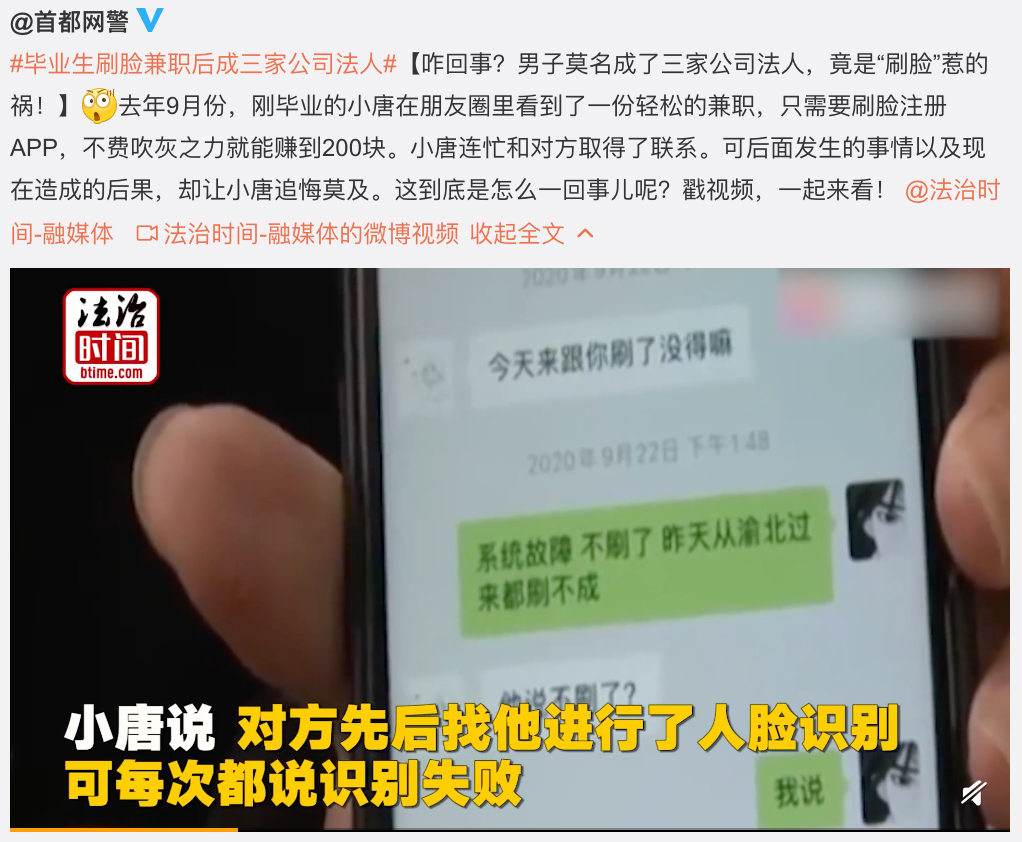 @首都网警
#毕业生刷脸兼职后成三家公司法人#【咋回事？男子莫名成了三家公司法人，竟是“刷脸”惹的
祸！】去年9月份，刚毕业的小唐在朋友圈里看到了一份轻松的兼职，只需要刷脸注册
APP，不费吹灰之力就能赚到200块。小唐连忙和对方取得了联系。可后面发生的事情以及现
在造成的后果，却让小唐追悔莫及。这到底是怎么一回事儿呢？戳视频，一起来看！ @法治时
间-融媒体 法治时间-融媒体的微博视频 收起全文
法治
时间
btime.com
2020年9月22日
今天来跟你刷了没得嘛
2020年9月22日 下午1:48
系统故障 不刷了 昨天从渝北过
来都刷不成
他说不刷了？
小唐说 对方先后找他进行了人脸识别
可每次都说识别失败
我说